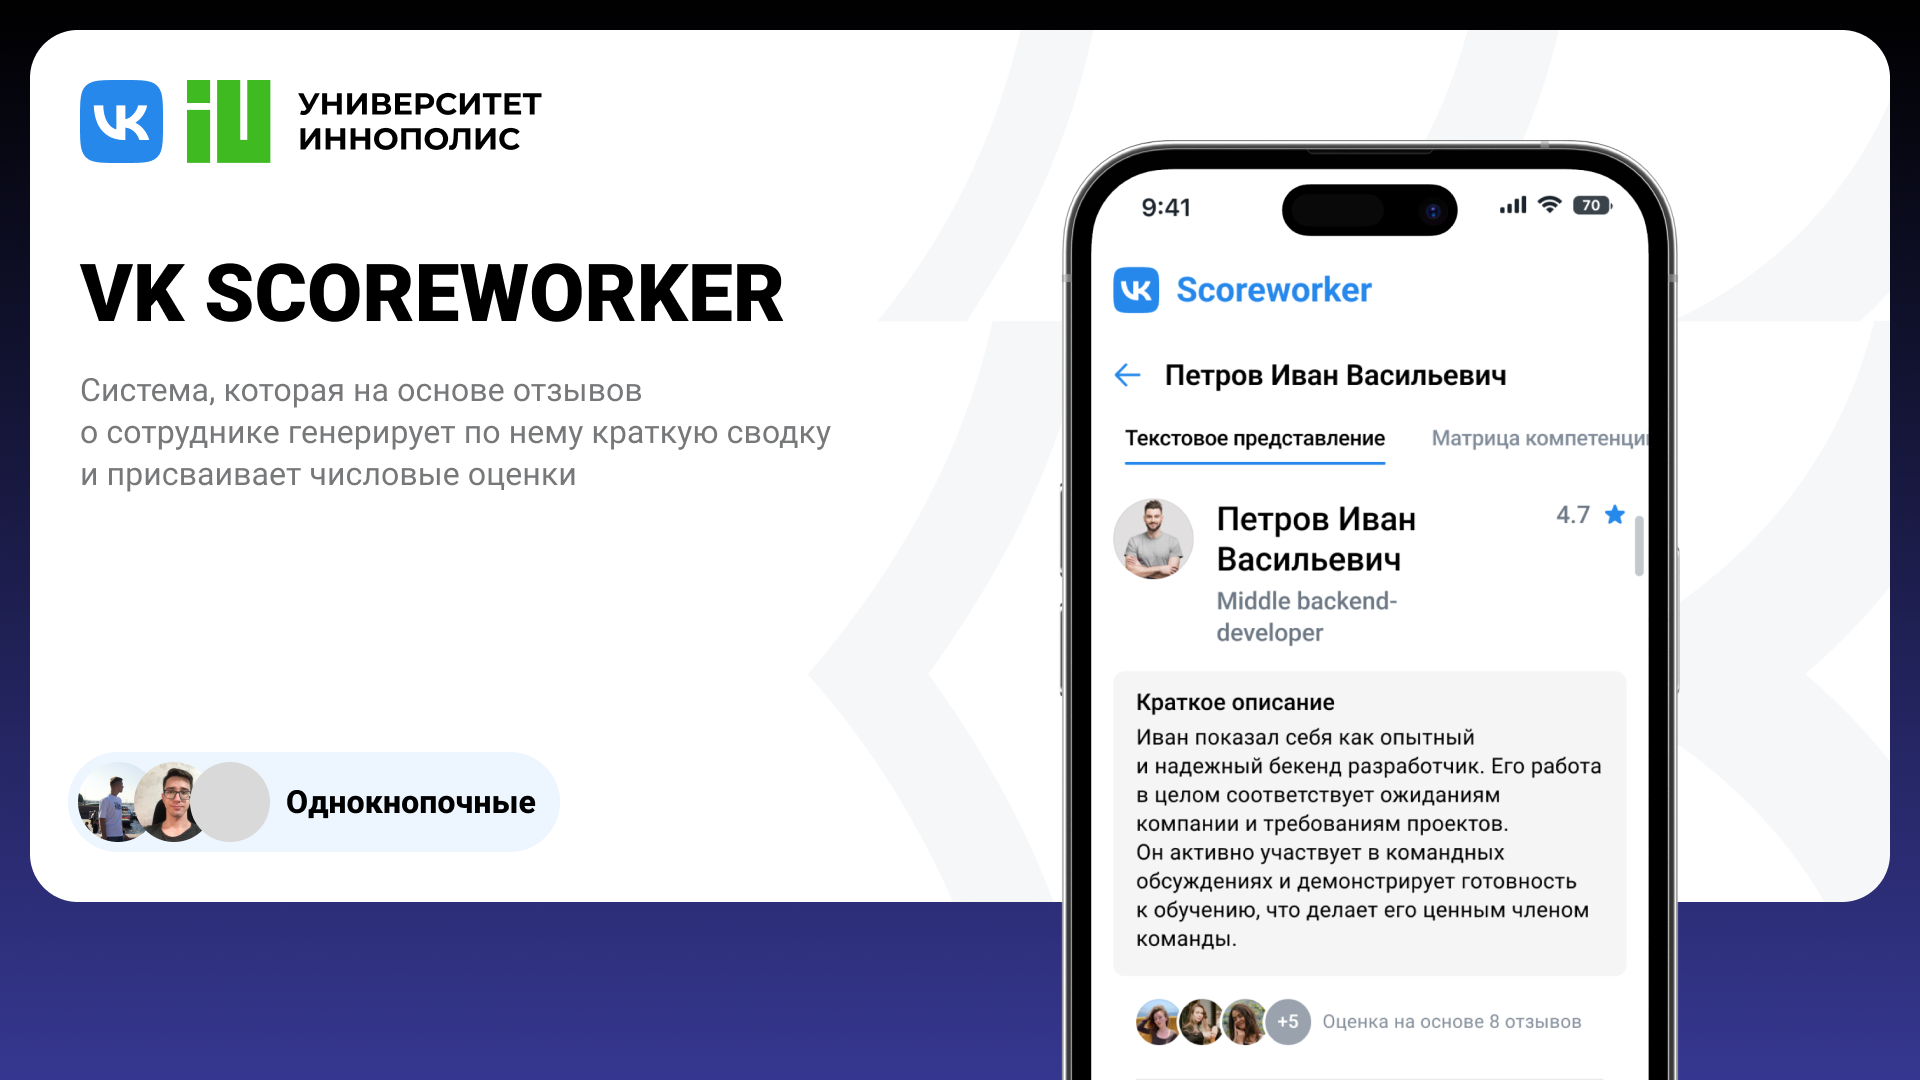 VK
УНИВЕРСИТЕТ
ИННОПОЛИС
VK SCOREWORKER
Система, которая на основе отзывов
о сотруднике генерирует по нему краткую сводку
и присваивает числовые оценки
Однокнопочные
9:41
70
VK
Scoreworker
Петров Иван Васильевич
Текстовое представление
Матрица компетенци
Петров Иван
Васильевич
4.7
Middle backend-
developer
Краткое описание
Иван показал себя как опытный
и надежный бекенд разработчик. Его работа
в целом соответствует ожиданиям
компании и требованиям проектов.
Он активно участвует в командных
обсуждениях и демонстрирует готовность
к обучению, что делает его ценным членом
команды.
+5
Оценка на основе 8 отзывов